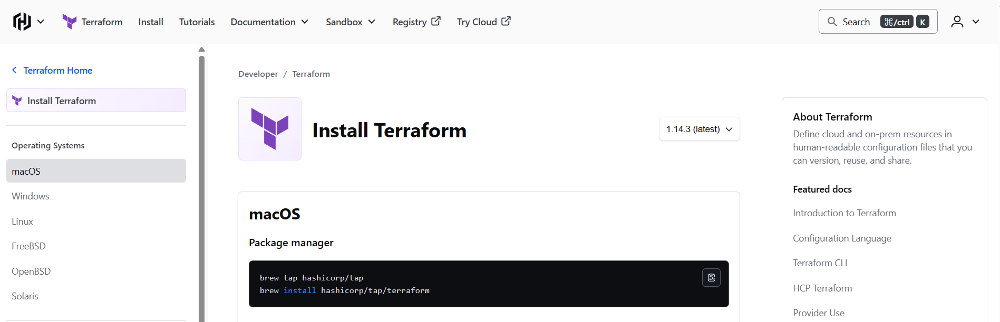 Terraform
Install
Tutorials
Documentation
Sandbox
Registry
Try Cloud
Search
⌘/ctrl
K
Terraform Home
Install Terraform
Operating Systems
macOS
Windows
Linux
FreeBSD
OpenBSD
Solaris
Developer / Terraform
Install Terraform
1.14.3 (latest)
macOS
Package manager
brew tap hashicorp/tap
brew install hashicorp/tap/terraform
About Terraform
Define cloud and on-prem resources in
human-readable configuration files that you
can version, reuse, and share.
Featured docs
Introduction to Terraform
Configuration Language
Terraform CLI
HCP Terraform
Provider Use